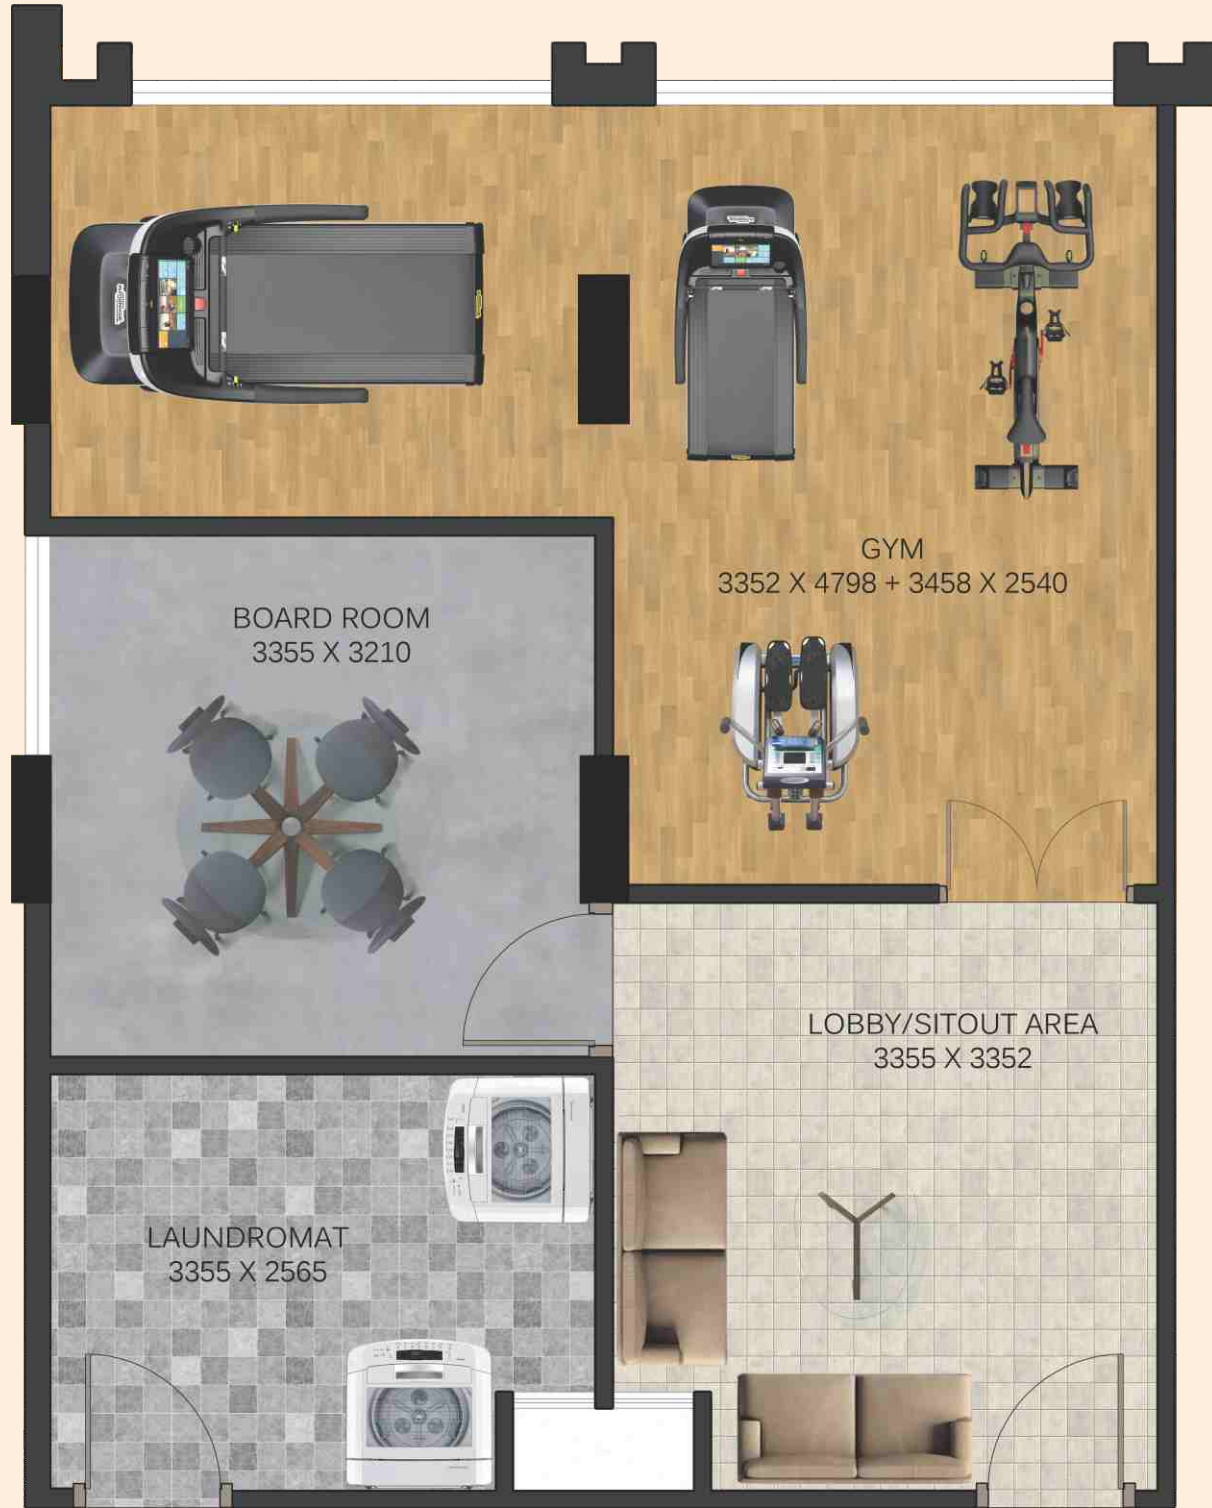 GYM
3352 X 4798 + 3458 X 2540
BOARD ROOM
3355 X 3210
LOBBY/SITOUT AREA
3355 X 3352
LAUNDROMAT
3355 X 2565